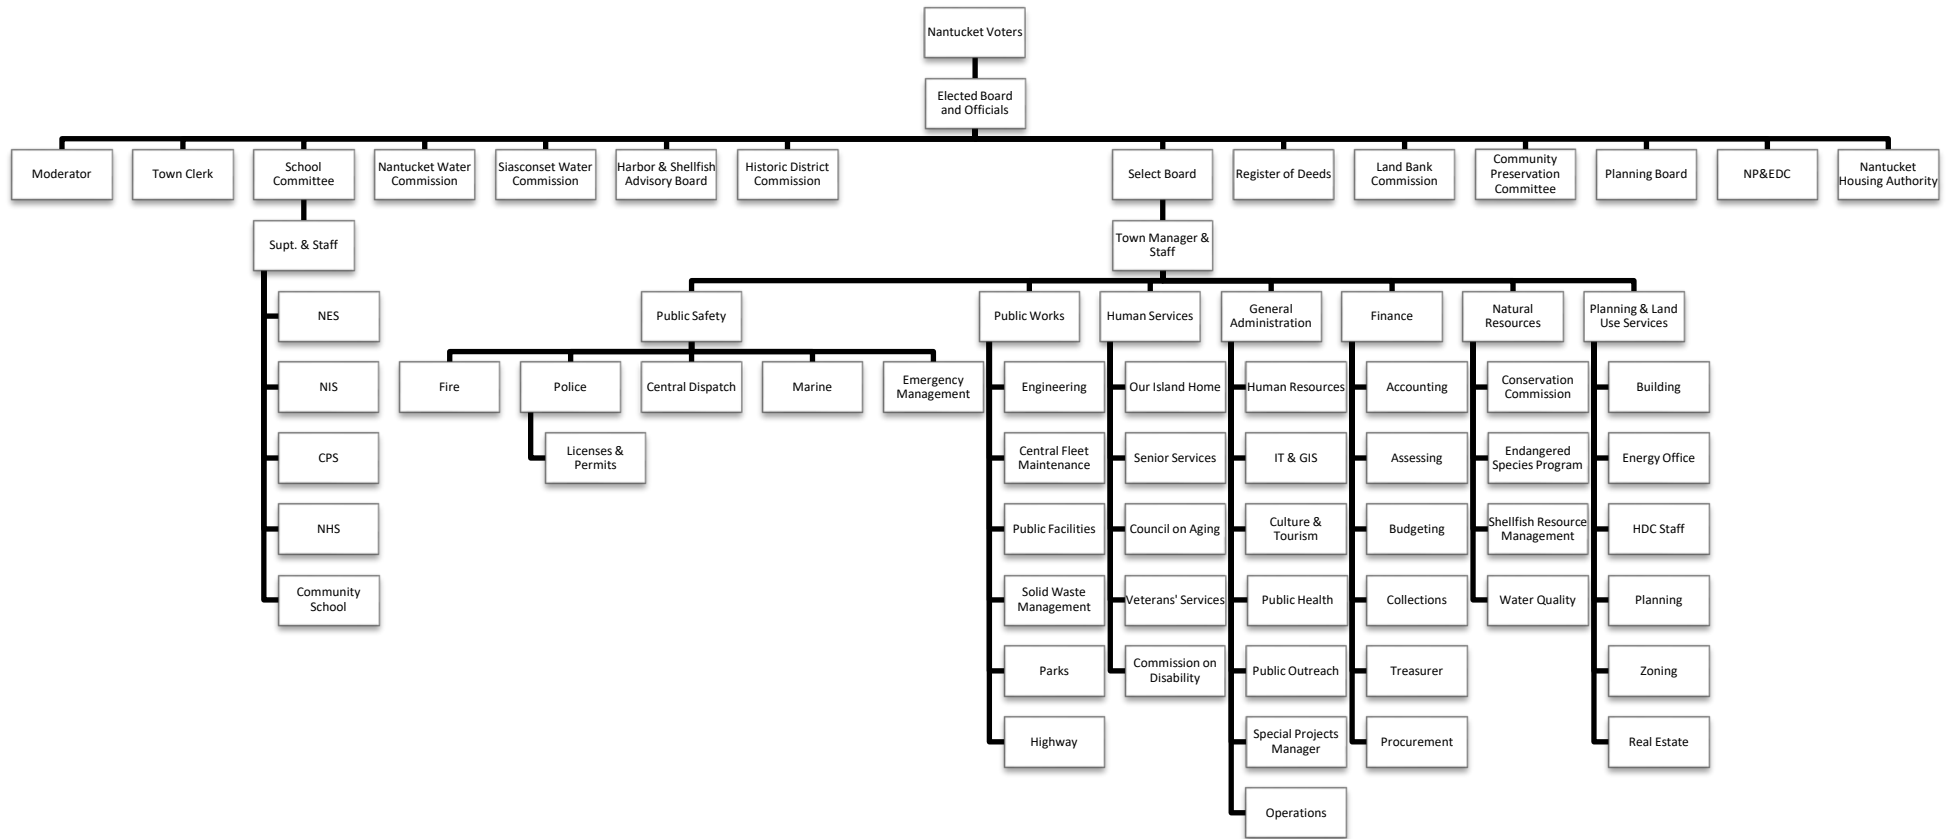 Nantucket Voters
Elected Board
and Officials
Moderator
Town Clerk
School
Committee
Nantucket Water
Commission
Siasconset Water
Commission
Harbor & Shellfish
Advisory Board
Historic District
Commission
Select Board
Register of Deeds
Land Bank
Commission
Community
Preservation
Committee
Planning Board
NP&EDC
Nantucket
Housing Authority
Supt. & Staff
Town Manager &
Staff
NES
NIS
CPS
NHS
Community
School
Public Safety
Fire
Police
Licenses &
Permits
Central Dispatch
Marine
Emergency
Management
Public Works
Engineering
Central Fleet
Maintenance
Public Facilities
Solid Waste
Management
Parks
Highway
Human Services
Our Island Home
Senior Services
Council on Aging
Veterans' Services
Commission on
Disability
General
Administration
Human Resources
IT & GIS
Culture &
Tourism
Public Health
Public Outreach
Special Projects
Manager
Operations
Finance
Accounting
Assessing
Budgeting
Collections
Treasurer
Procurement
Natural
Resources
Conservation
Commission
Endangered
Species Program
Shellfish Resource
Management
Water Quality
Planning & Land
Use Services
Building
Energy Office
HDC Staff
Planning
Zoning
Real Estate